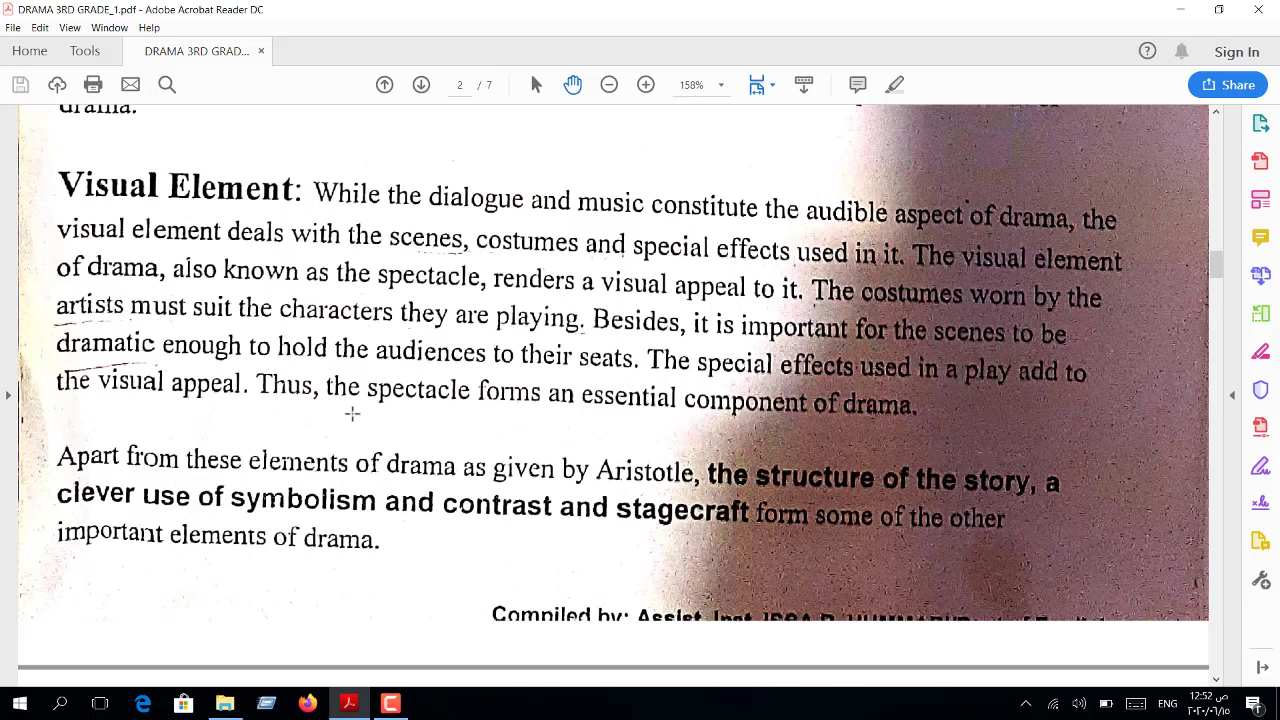 DRAMA 3RD GRADE_1.pdf - Adobe Acrobat Reader DC
File Edit View Window Help
Home Tools DRAMA 3RD GRAD... × Sign In
2 / 7 158% Share
drama.
Visual Element: While the dialogue and music constitute the audible aspect of drama, the
visual element deals with the scenes, costumes and special effects used in it. The visual element
of drama, also known as the spectacle, renders a visual appeal to it. The costumes worn by the
artists must suit the characters they are playing. Besides, it is important for the scenes to be
dramatic enough to hold the audiences to their seats. The special effects used in a play add to
the visual appeal. Thus, the spectacle forms an essential component of drama.
Apart from these elements of drama as given by Aristotle, the structure of the story, a
clever use of symbolism and contrast and stagecraft form some of the other
important elements of drama.
Compiled by: Assist.
ENG 12:52 ص